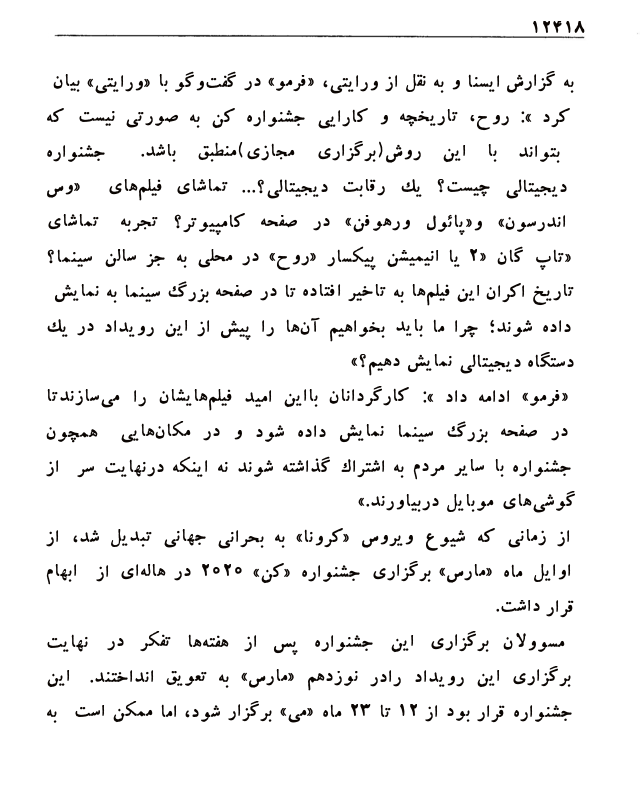 ۱۲۴۱۸
به گزارش ایسنا و به نقل از ورایتی، «فرمو» در گفت‌وگو با «ورایتی» بیان
کرد »: روح، تاریخچه و کارایی جشنواره کن به صورتی نیست که
بتواند با این روش(برگزاری مجازی)منطبق باشد. جشنواره
دیجیتالی چیست؟ یك رقابت دیجیتالی؟... تماشای فیلم‌های «وس
اندرسون» و«پائول ورهوفن» در صفحه کامپیوتر؟ تجربه تماشای
«تاپ گان «۲ یا انیمیشن پیکسار «روح» در محلی به جز سالن سینما؟
تاریخ اکران این فیلم‌ها به تاخیر افتاده تا در صفحه بزرگ سینما به نمایش
داده شوند؛ چرا ما باید بخواهیم آن‌ها را پیش از این رویداد در یك
دستگاه دیجیتالی نمایش دهیم؟»
«فرمو» ادامه داد »: کارگردانان بااین امید فیلم‌هایشان را می‌سازندتا
در صفحه بزرگ سینما نمایش داده شود و در مکان‌هایی همچون
جشنواره با سایر مردم به اشتراك گذاشته شوند نه اینکه درنهایت سر از
گوشی‌های موبایل دربیاورند.»
از زمانی که شیوع ویروس «کرونا» به بحرانی جهانی تبدیل شد، از
اوایل ماه «مارس» برگزاری جشنواره «کن» ۲۰۲۰ در هاله‌ای از ابهام
قرار داشت.
مسوولان برگزاری این جشنواره پس از هفته‌ها تفکر در نهایت
برگزاری این رویداد رادر نوزدهم «مارس» به تعویق انداختند. این
جشنواره قرار بود از ۱۲ تا ۲۳ ماه «می» برگزار شود، اما ممکن است به